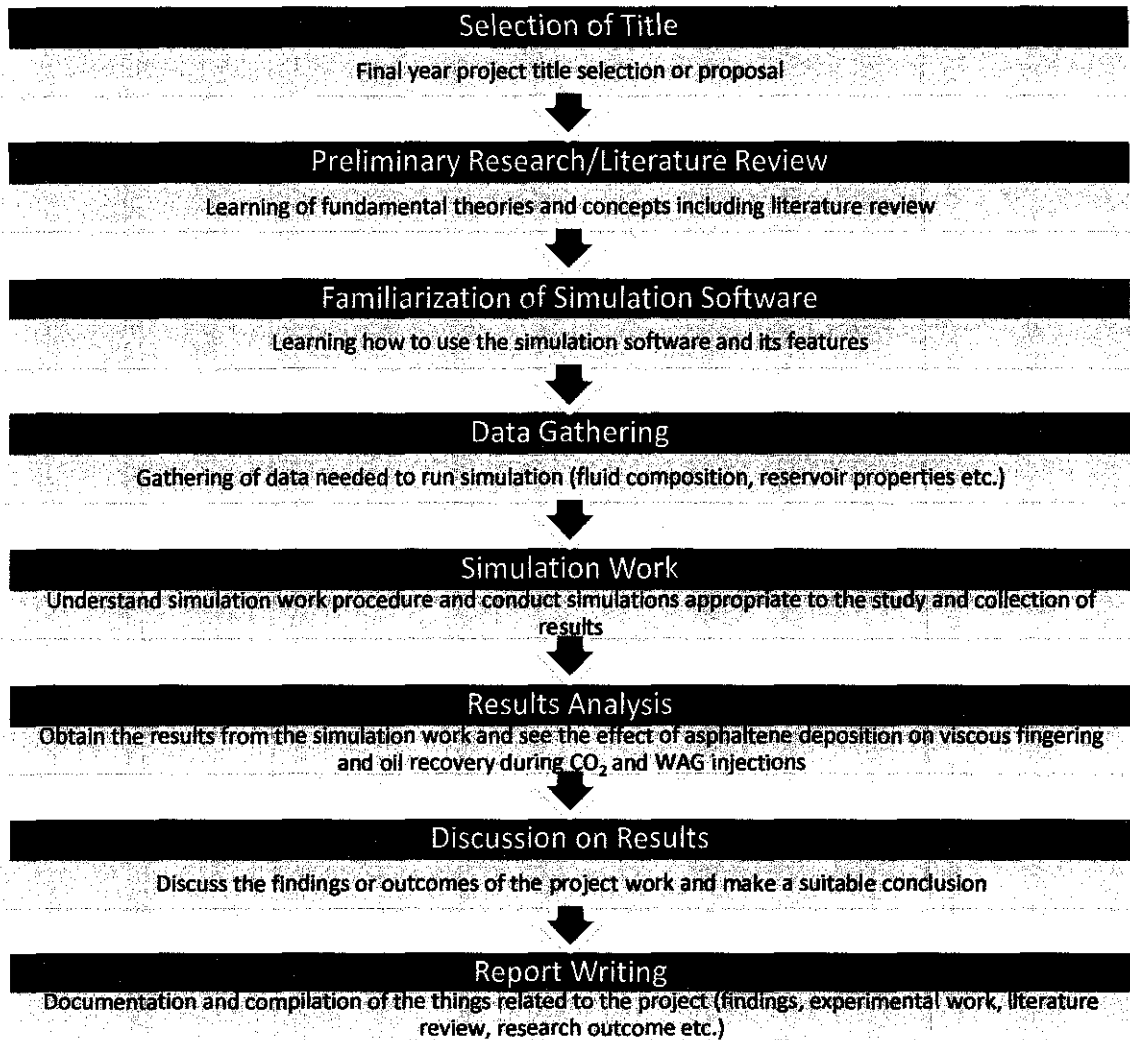 Selection of Title
Final year project title selection or proposal
Preliminary Research/Literature Review
Learning of fundamental theories and concepts including literature review
Familiarization of Simulation Software
Learning how to use the simulation software and its features
Data Gathering
Gathering of data needed to run simulation (fluid composition, reservoir properties etc.)
Simulation Work
Understand simulation work procedure and conduct simulations appropriate to the study and collection of
results
Results Analysis
Obtain the results from the simulation work and see the effect of asphaltene deposition on viscous fingering
and oil recovery during CO₂ and WAG injections
Discussion on Results
Discuss the findings or outcomes of the project work and make a suitable conclusion
Report Writing
Documentation and compilation of the things related to the project (findings, experimental work, literature
review, research outcome etc.)